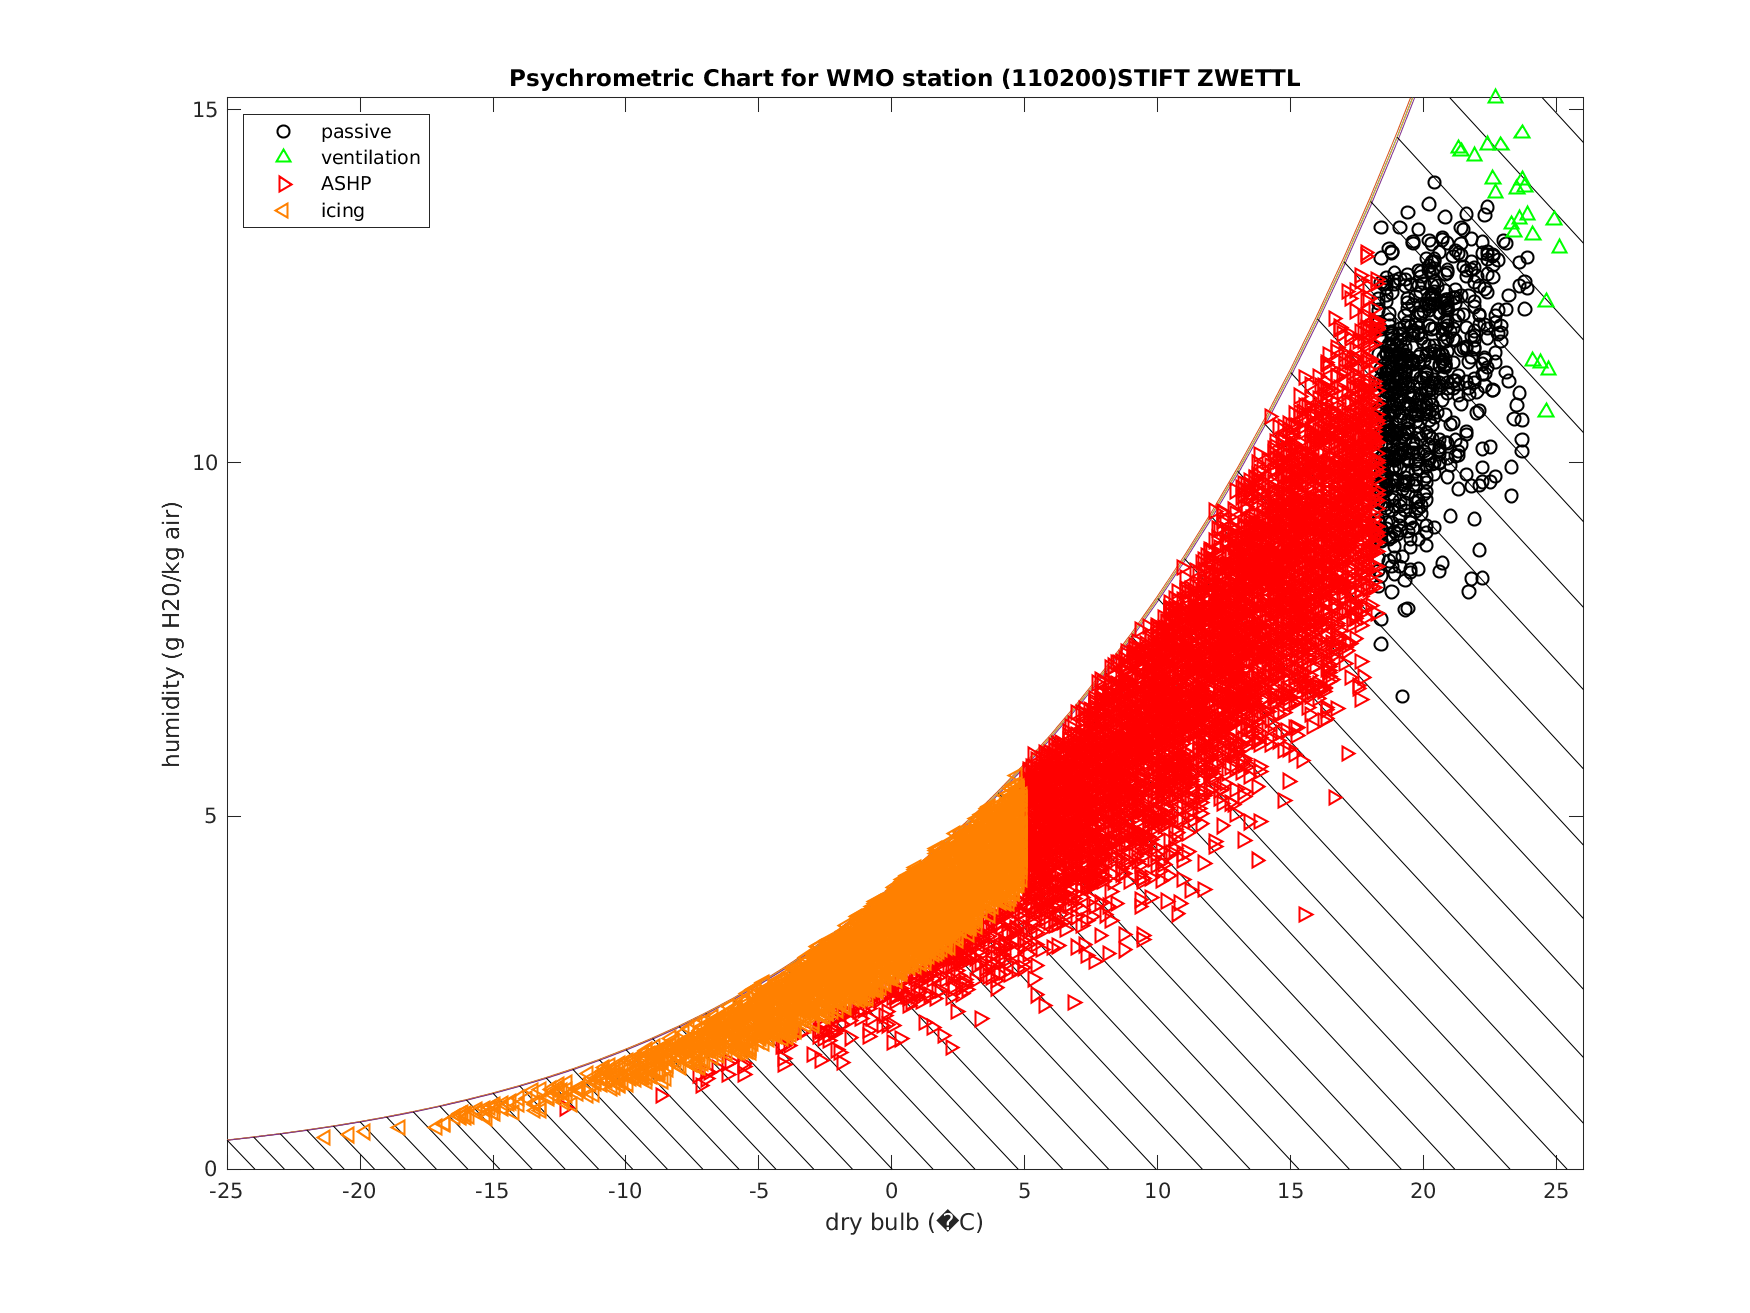 Psychrometric Chart for WMO station (110200)STIFT ZWETTL
passive
ventilation
ASHP
icing
15
10
5
0
humidity (g H20/kg air)
-25 -20 -15 -10 -5 0 5 10 15 20 25
dry bulb (�C)